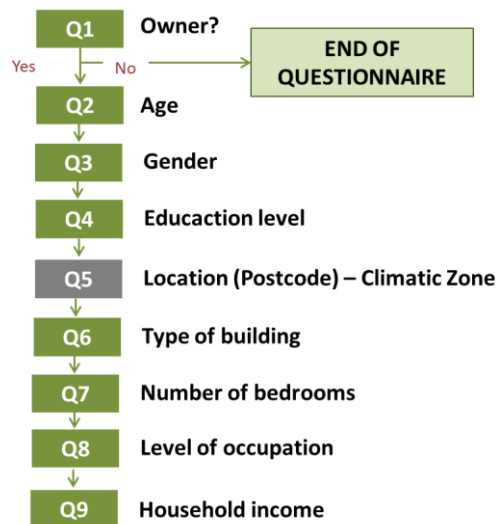 Q1 Owner?
Yes No
END OF
QUESTIONNAIRE
Q2 Age
Q3 Gender
Q4 Educaction level
Q5 Location (Postcode) – Climatic Zone
Q6 Type of building
Q7 Number of bedrooms
Q8 Level of occupation
Q9 Household income